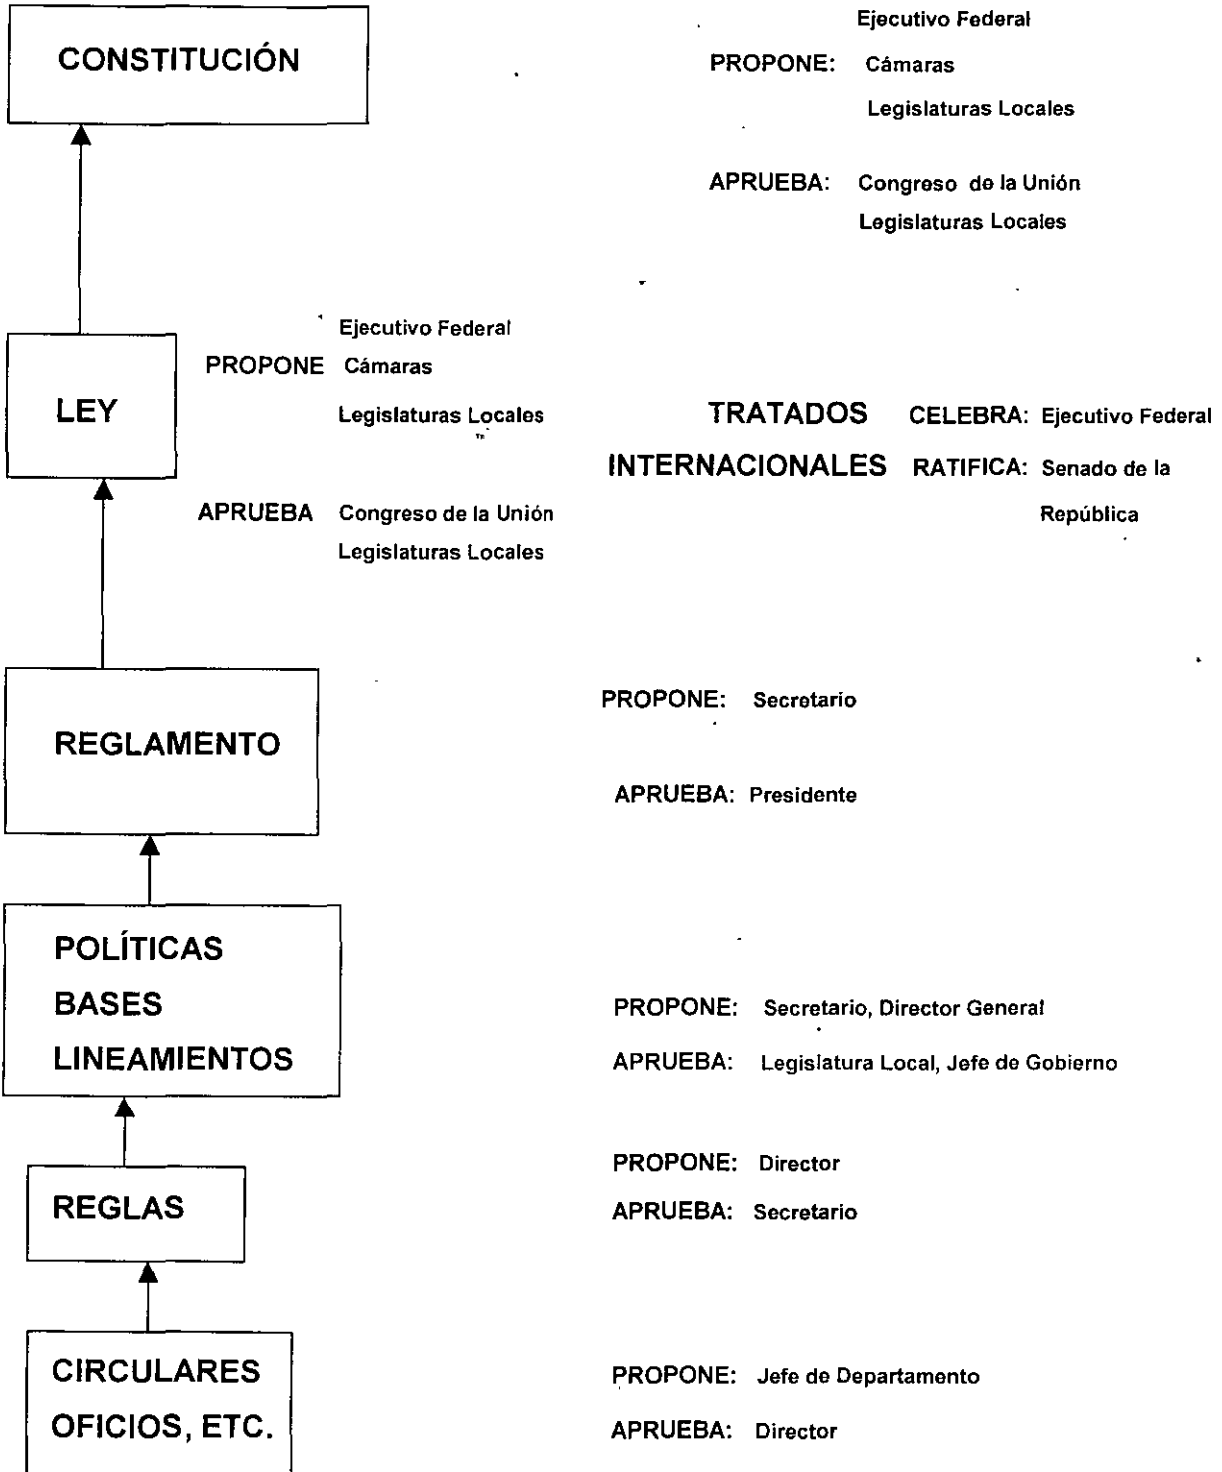 Ejecutivo Federal
CONSTITUCIÓN PROPONE: Cámaras
Legislaturas Locales
APRUEBA: Congreso de la Unión
Legislaturas Locales
Ejecutivo Federal
PROPONE Cámaras
LEY Legislaturas Locales TRATADOS CELEBRA: Ejecutivo Federal
INTERNACIONALES RATIFICA: Senado de la
APRUEBA Congreso de la Unión República
Legislaturas Locales
PROPONE: Secretario
REGLAMENTO
APRUEBA: Presidente
POLÍTICAS
BASES PROPONE: Secretario, Director General
LINEAMIENTOS APRUEBA: Legislatura Local, Jefe de Gobierno
PROPONE: Director
REGLAS APRUEBA: Secretario
CIRCULARES PROPONE: Jefe de Departamento
OFICIOS, ETC. APRUEBA: Director